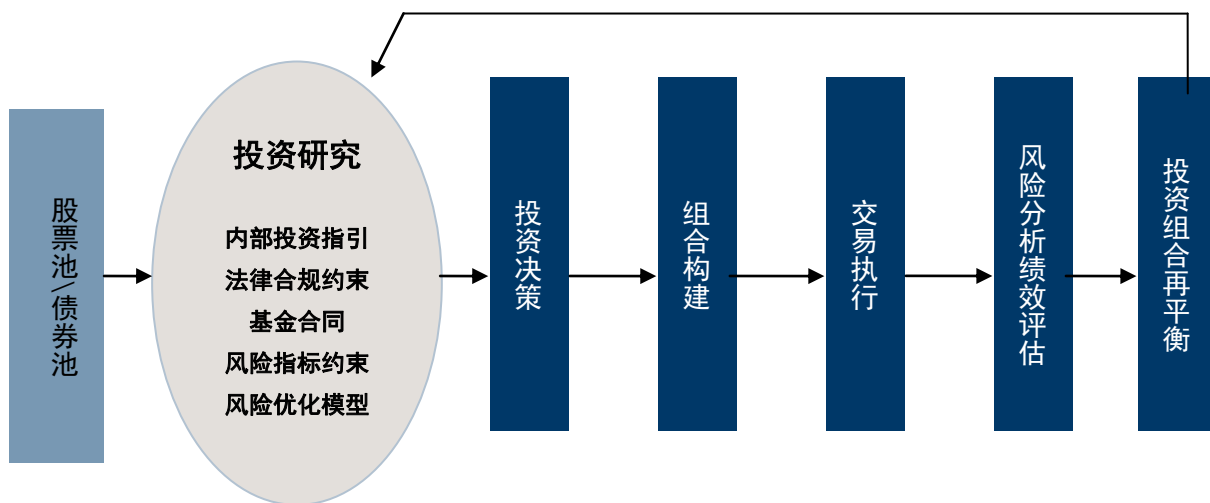 股票池/债券池
投资研究
内部投资指引
法律合规约束
基金合同
风险指标约束
风险优化模型
投资决策
组合构建
交易执行
风险分析绩效评估
投资组合再平衡